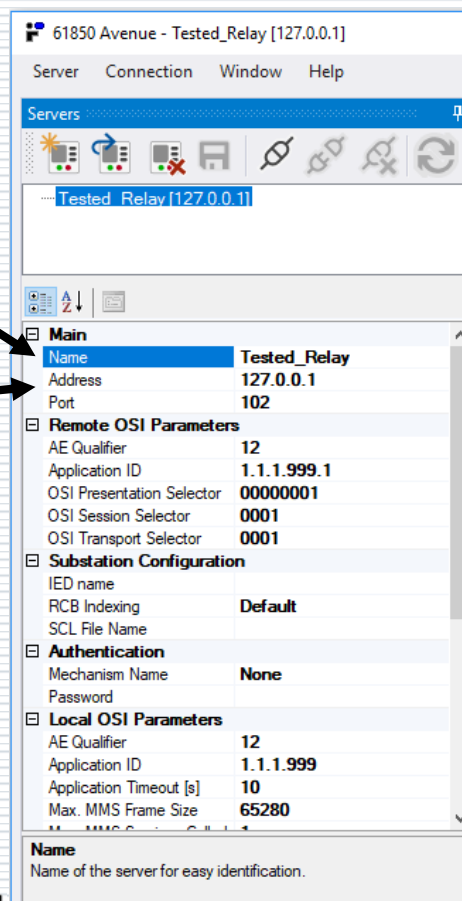 61850 Avenue - Tested_Relay [127.0.0.1]
Server Connection Window Help
Servers
Tested_Relay [127.0.0.1]
Main
Name Tested_Relay
Address 127.0.0.1
Port 102
Remote OSI Parameters
AE Qualifier 12
Application ID 1.1.1.999.1
OSI Presentation Selector 00000001
OSI Session Selector 0001
OSI Transport Selector 0001
Substation Configuration
IED name
RCB Indexing Default
SCL File Name
Authentication
Mechanism Name None
Password
Local OSI Parameters
AE Qualifier 12
Application ID 1.1.1.999
Application Timeout [s] 10
Max. MMS Frame Size 65280
Name
Name of the server for easy identification.